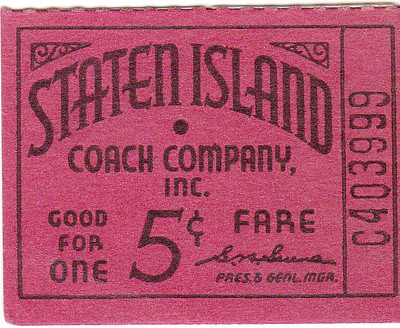 STATEN ISLAND
COACH COMPANY,
INC.
GOOD
FOR
ONE
5¢
FARE
PRES. & GENL. MGR.
C403999